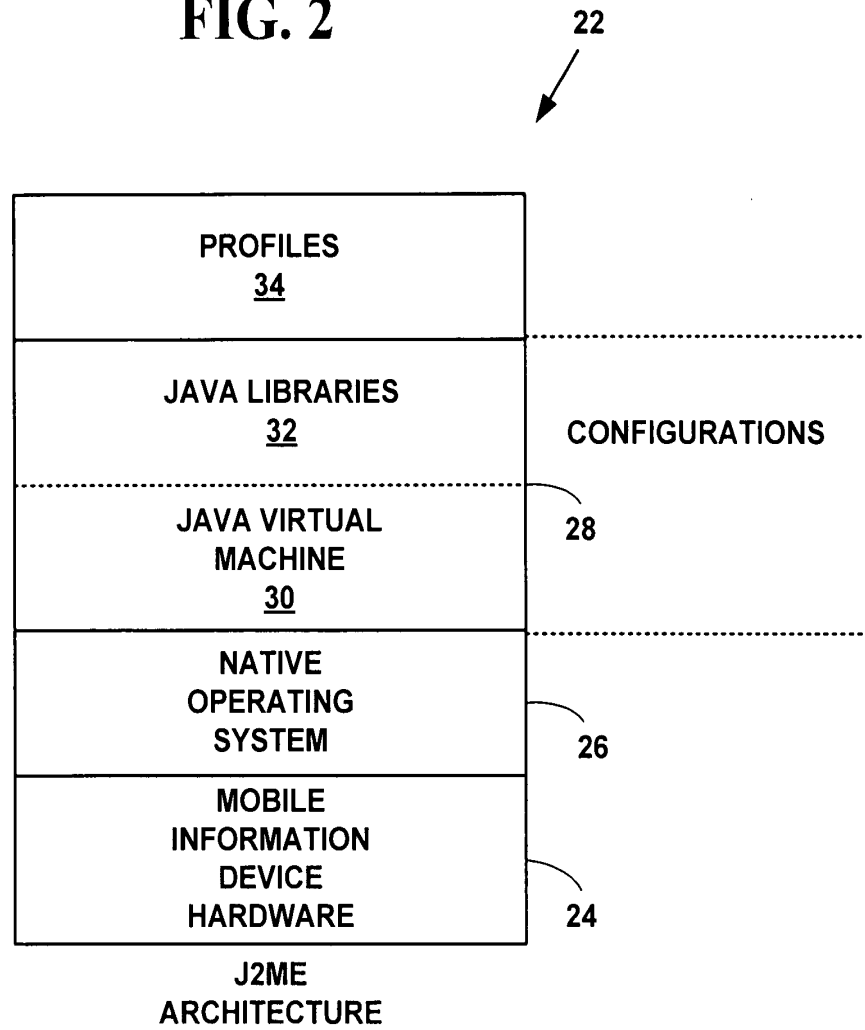 FIG. 2
22
PROFILES
34
JAVA LIBRARIES
32
CONFIGURATIONS
28
JAVA VIRTUAL
MACHINE
30
NATIVE
OPERATING
SYSTEM
26
MOBILE
INFORMATION
DEVICE
HARDWARE
24
J2ME
ARCHITECTURE